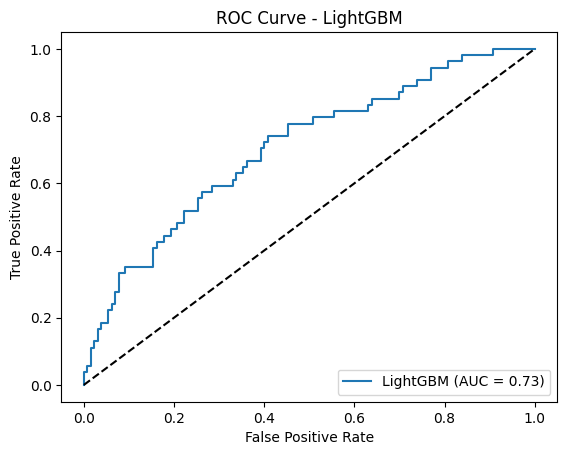 ROC Curve - LightGBM
1.0
0.8
0.6
0.4
0.2
0.0
True Positive Rate
LightGBM (AUC = 0.73)
0.0 0.2 0.4 0.6 0.8 1.0
False Positive Rate